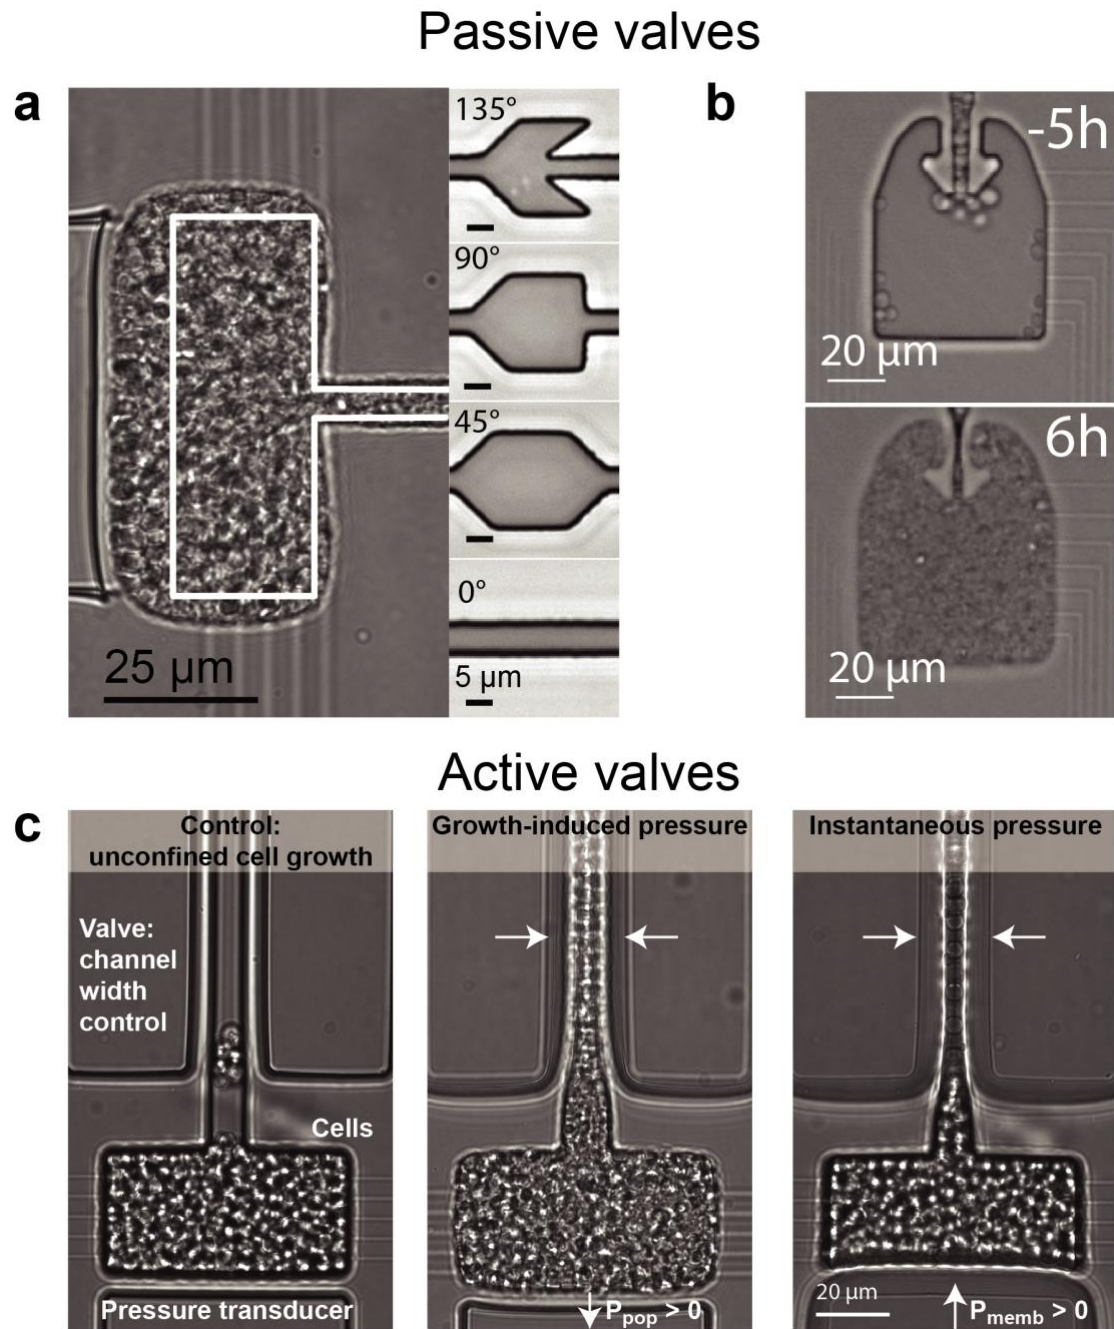 Passive valves
a
135°
90°
45°
0°
5 µm
25 µm
b
-5h
20 µm
6h
20 µm
Active valves
c
Control:
unconfined cell growth
Valve:
channel
width
control
Cells
Pressure transducer
Growth-induced pressure
Ppop > 0
Instantaneous pressure
20 µm
Pmemb > 0